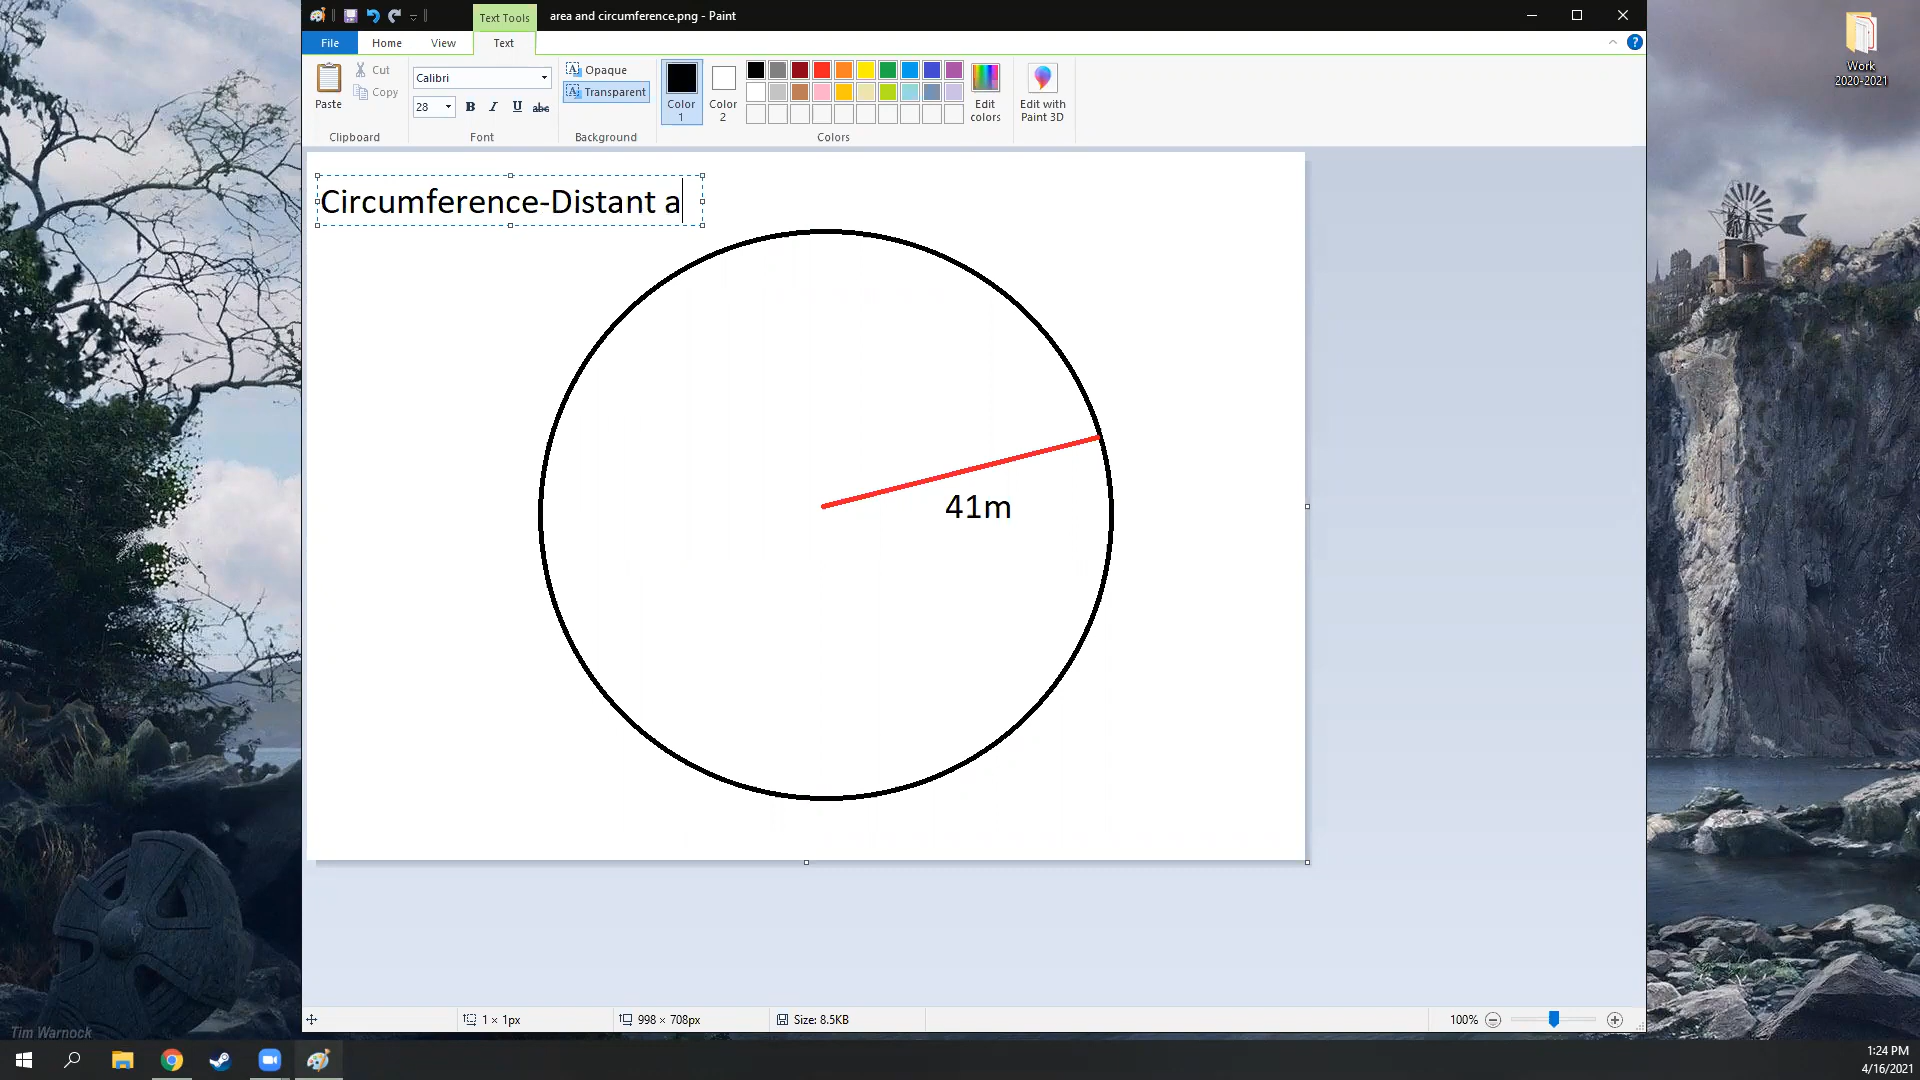 Text Tools
area and circumference.png - Paint
File Home View Text
Work
2020-2021
Paste
Cut
Copy
Clipboard
Calibri
28
B I U abc
Font
Opaque
Transparent
Background
Color
1
Color
2
Edit
colors
Colors
Edit with
Paint 3D
Circumference-Distant a
41m
1 × 1px
998 × 708px
Size: 8.5KB
100%
Tim Warnock
1:24 PM
4/16/2021